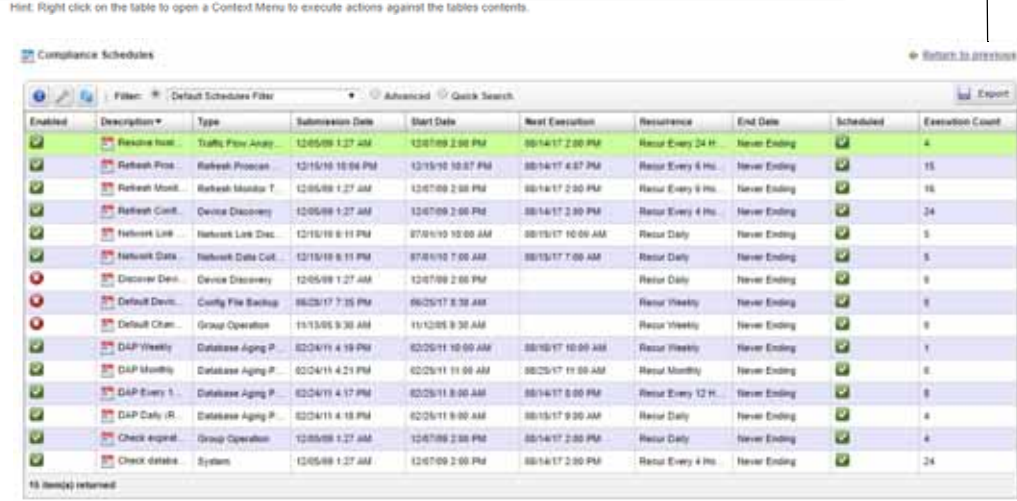 Hint: Right click on the table to open a Context Menu to execute actions against the tables contents.
Compliance Schedules
Return to previous
Filter: Default Schedules Filter Advanced Quick Search Export
Enabled Description Type Submission Date Start Date Next Execution Recurrence End Date Scheduled Execution Count
Resolve host... Traffic Flow Analy... 12/05/09 1:27 AM 12/07/09 2:00 PM 08/14/17 2:00 PM Recur Every 24 H... Never Ending 4
Refresh Pros... Refresh Proscan... 12/15/10 10:06 PM 12/15/10 10:07 PM 08/14/17 4:07 PM Recur Every 6 Ho... Never Ending 15
Refresh Monit... Refresh Monitor T... 12/05/09 1:27 AM 12/07/09 2:00 PM 08/14/17 2:00 PM Recur Every 6 Ho... Never Ending 16
Refresh Confi... Device Discovery 12/05/09 1:27 AM 12/07/09 2:00 PM 08/14/17 2:00 PM Recur Every 4 Ho... Never Ending 24
Network Link ... Network Link Disc... 12/15/10 8:11 PM 07/01/10 10:00 AM 08/15/17 10:00 AM Recur Daily Never Ending 5
Network Data... Network Data Coll... 12/15/10 8:11 PM 07/01/10 7:00 AM 08/15/17 7:00 AM Recur Daily Never Ending 5
Discover Devi... Device Discovery 12/05/09 1:27 AM 12/07/09 2:00 PM Recur Daily Never Ending 0
Default Devic... Config File Backup 06/25/17 7:35 PM 06/25/17 8:30 AM Recur Weekly Never Ending 0
Default Chan... Group Operation 11/13/05 9:30 AM 11/12/05 9:30 AM Recur Weekly Never Ending 0
DAP Weekly Database Aging P... 02/24/11 4:19 PM 02/26/11 10:00 AM 10:00 AM Recur Weekly Never Ending 1
DAP Monthly Database Aging P... 02/24/11 4:21 PM 02/25/11 11:00 AM 08/25/17 11:00 AM Recur Monthly Never Ending 0
DAP Every 1... Database Aging P... 02/24/11 4:17 PM 02/25/11 8:00 AM 08/14/17 8:00 PM Recur Every 12 H... Never Ending 8
DAP Daily (R... Database Aging P... 02/24/11 4:18 PM 02/25/11 9:00 AM 08/15/17 9:00 AM Recur Daily Never Ending 4
Check expirat... Group Operation 12/05/09 1:27 AM 12/07/09 2:00 PM 08/14/17 2:00 PM Recur Daily Never Ending 4
Check databa... System 12/05/09 1:27 AM 12/07/09 2:00 PM 08/14/17 2:00 PM Recur Every 4 Ho... Never Ending 24
15 item(s) returned